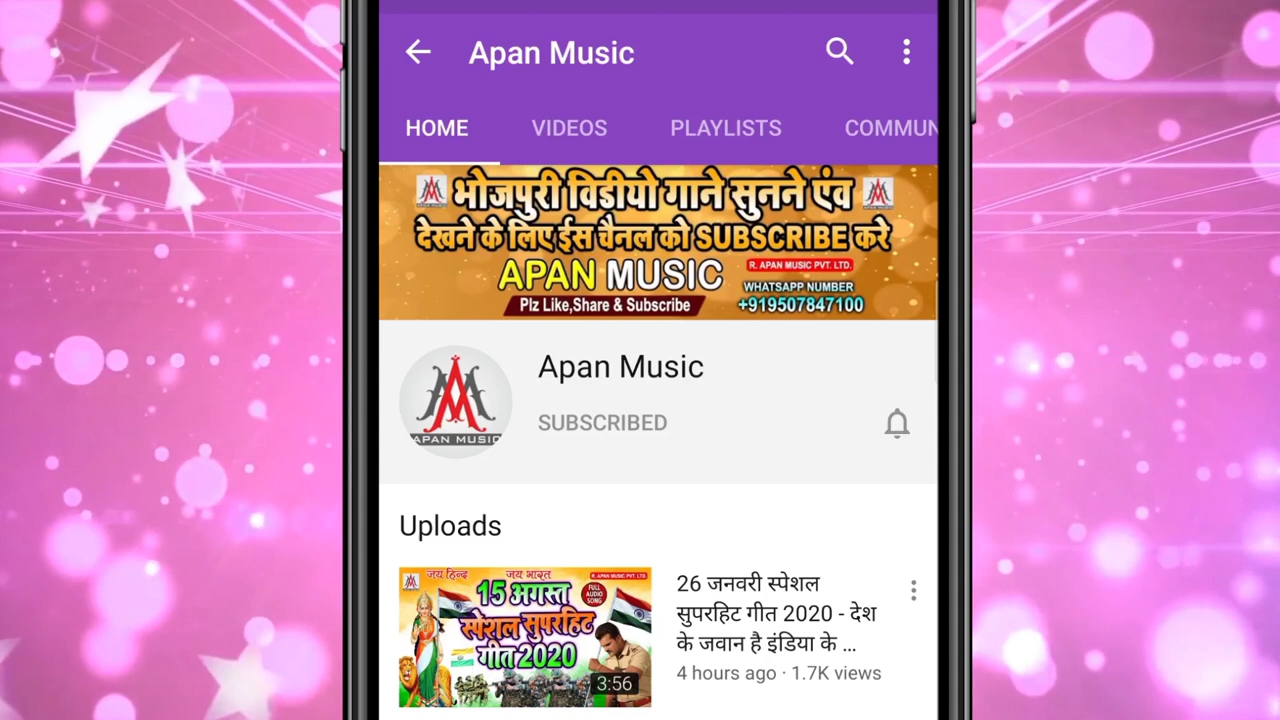 Apan Music
HOME VIDEOS PLAYLISTS COMMUN
भोजपुरी विडीयो गाने सुनने एंव
देखने के लिए ईस चैनल को SUBSCRIBE करे
APAN MUSIC
R. APAN MUSIC PVT. LTD.
WHATSAPP NUMBER
+919507847100
Plz Like,Share & Subscribe
Apan Music
SUBSCRIBED
APAN MUSIC
Uploads
जय हिन्द जय भारत
R. APAN MUSIC PVT. LTD
15 अगस्त
FULL
AUDIO
SONG
स्पेशल सुपरहिट
गीत 2020
3:56
26 जनवरी स्पेशल
सुपरहिट गीत 2020 - देश
के जवान है इंडिया के ...
4 hours ago · 1.7K views